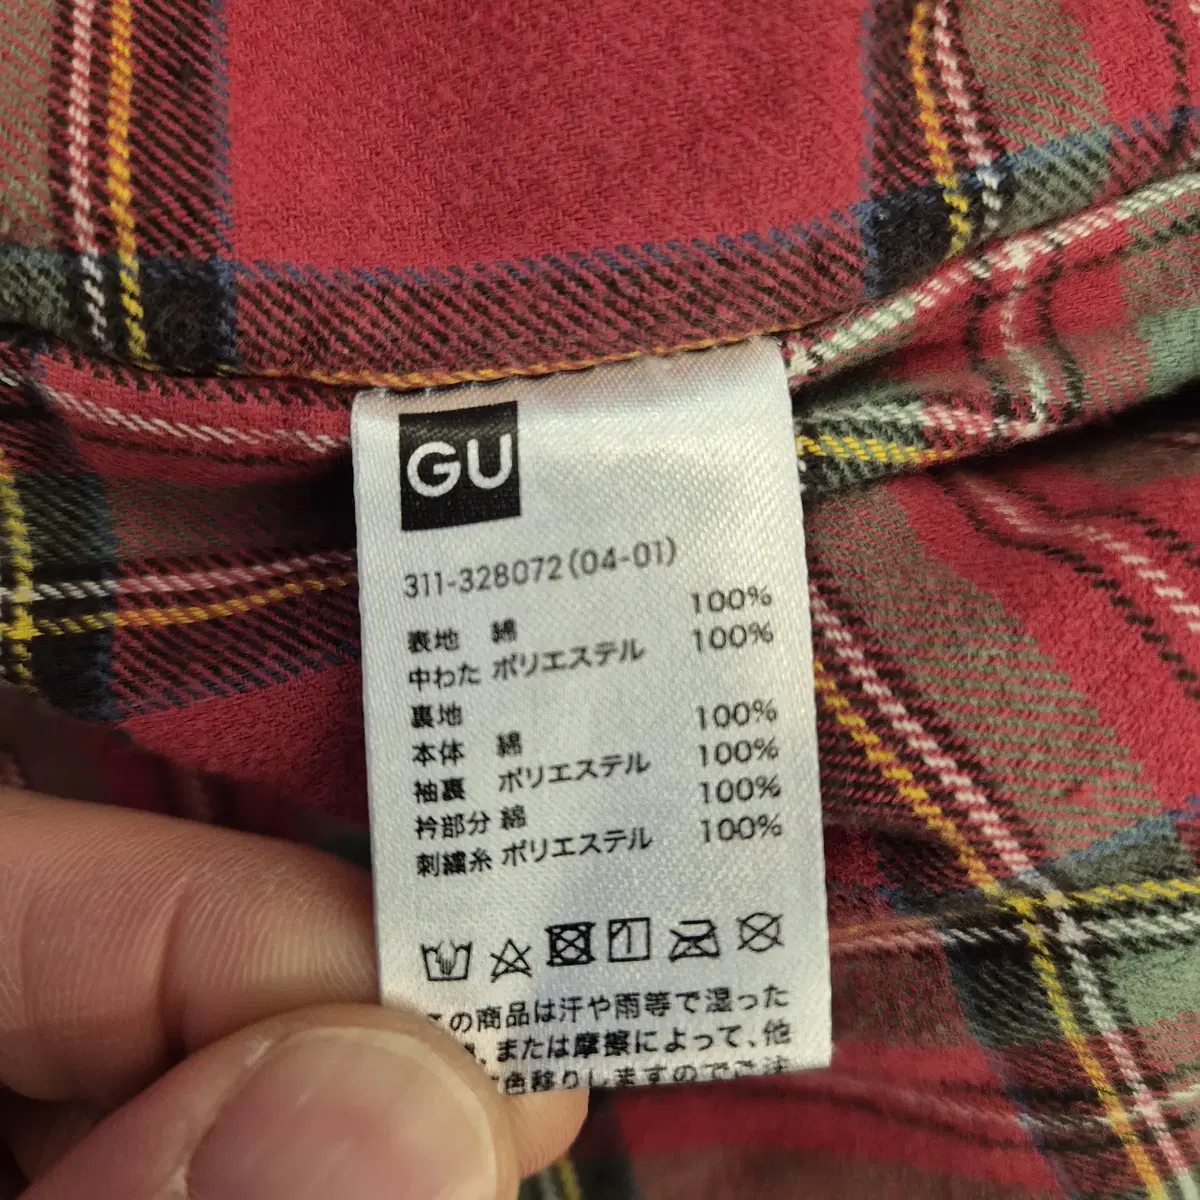 GU
311-328072(04-01)
表地 綿 100%
中わた ポリエステル 100%
裏地
本体 綿 100%
袖裏 ポリエステル 100%
衿部分 綿 100%
刺繍糸 ポリエステル 100%
この商品は汗や雨等で湿った
、または摩擦によって、他
色移りしますのでご注